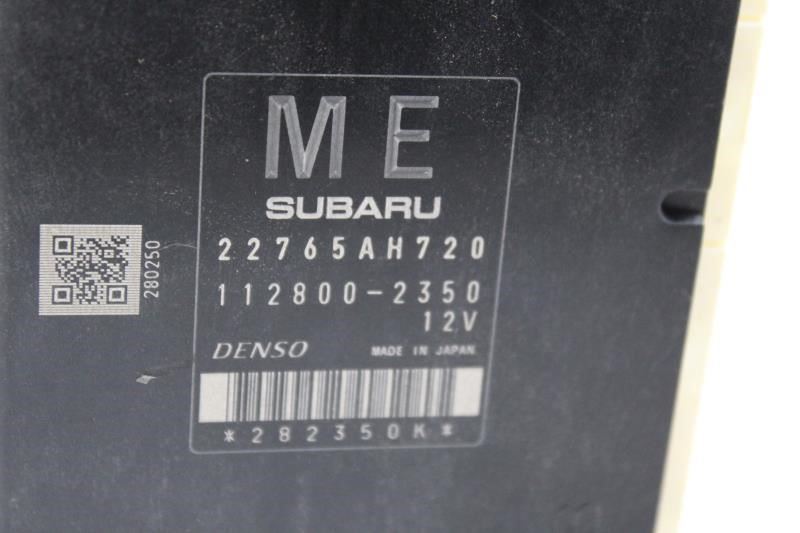 ME
SUBARU
22765AH720
112800-2350
12V
DENSO MADE IN JAPAN
*282350K*
280250